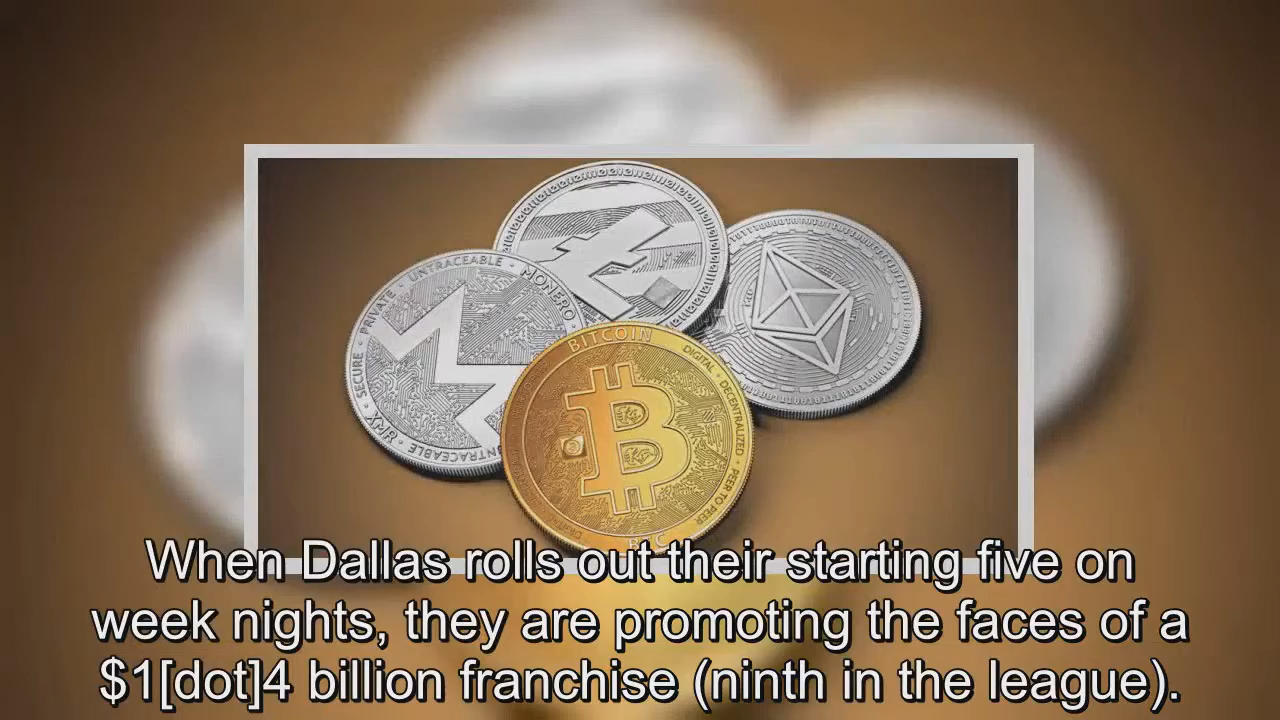 UNTRACEABLE · MONERO
SECURE · PRIVATE ·
XMR ·
BITCOIN
DIGITAL · DECENTRALIZED · PEER TO PEER
BTC
When Dallas rolls out their starting five on
week nights, they are promoting the faces of a
$1[dot]4 billion franchise (ninth in the league).